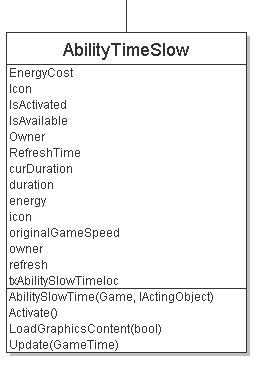 AbilityTimeSlow
EnergyCost
Icon
IsActivated
IsAvailable
Owner
RefreshTime
curDuration
duration
energy
icon
originalGameSpeed
owner
refresh
txAbilitySlowTimeIoc
AbilitySlowTime(Game, IActingObject)
Activate()
LoadGraphicsContent(bool)
Update(GameTime)